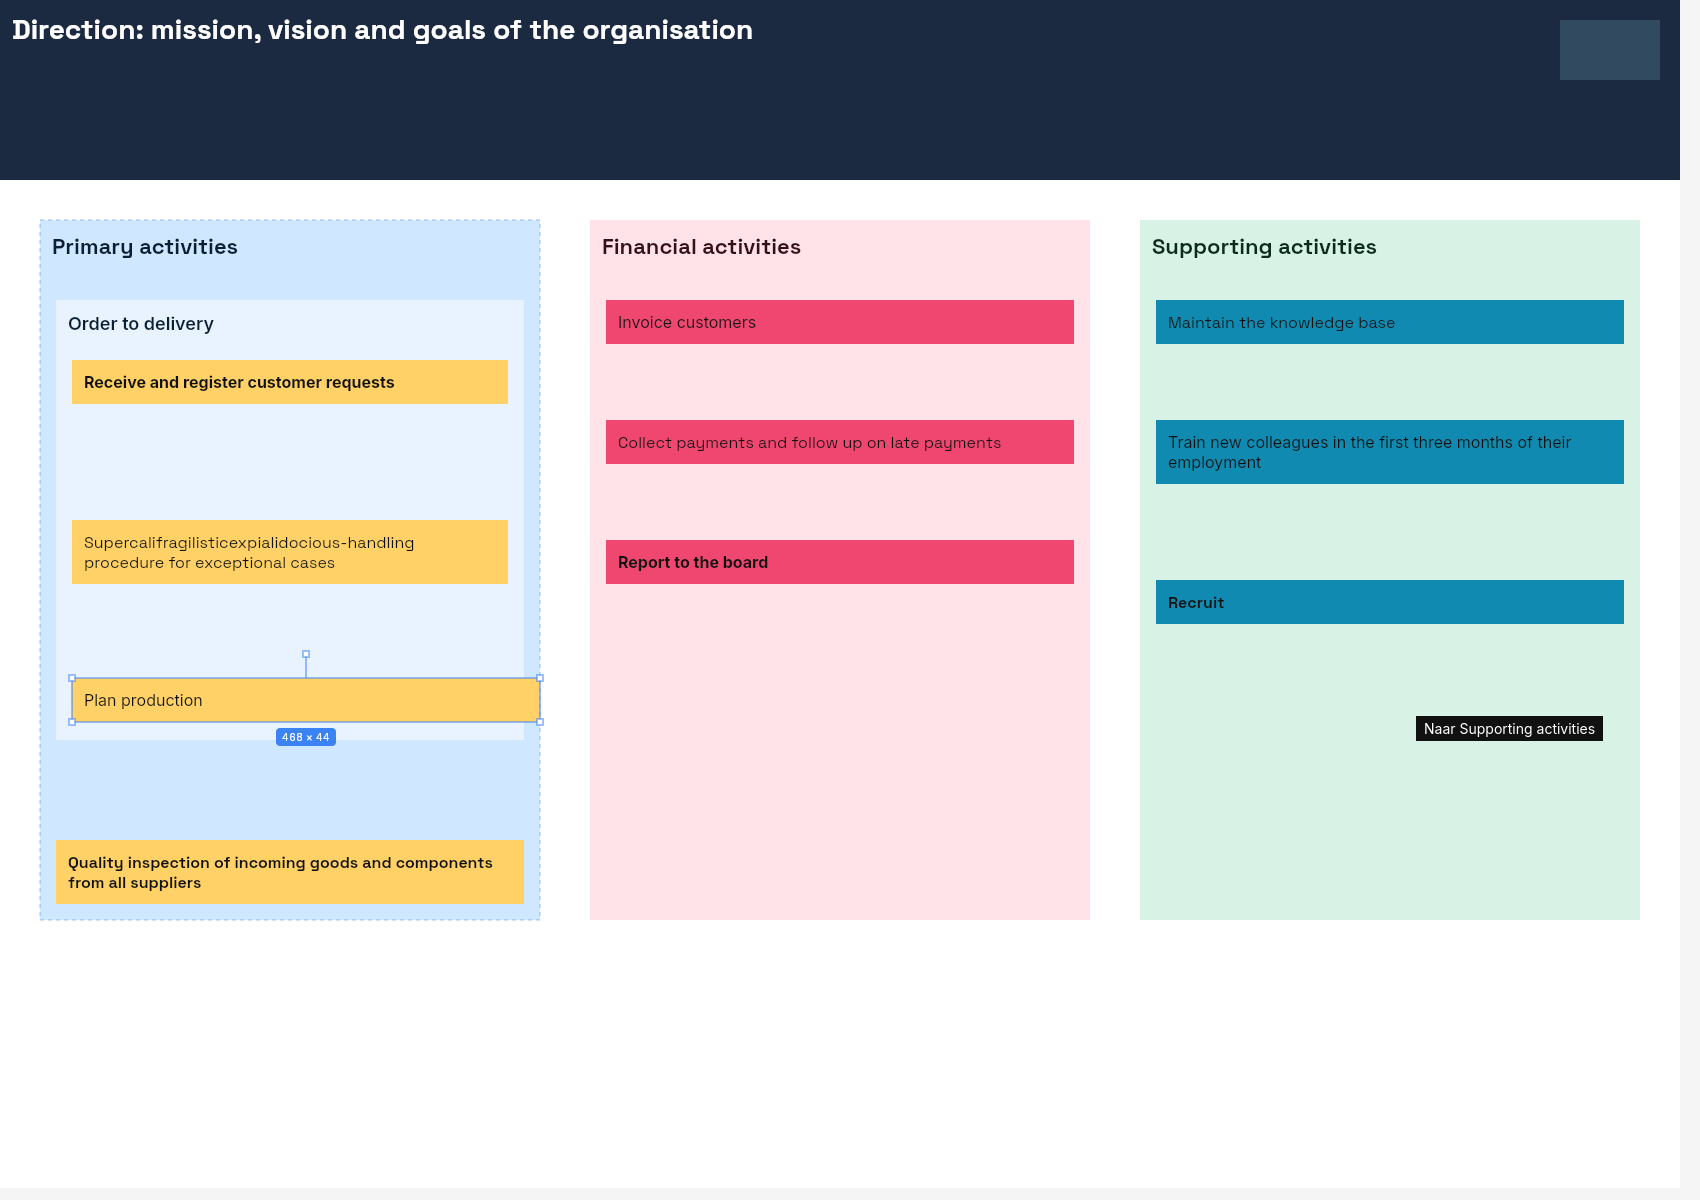 Direction: mission, vision and goals of the organisation
Primary activities
Order to delivery
Receive and register customer requests
Supercalifragilisticexpialidocious-handling
procedure for exceptional cases
Plan production
468 × 44
Quality inspection of incoming goods and components
from all suppliers
Financial activities
Invoice customers
Collect payments and follow up on late payments
Report to the board
Supporting activities
Maintain the knowledge base
Train new colleagues in the first three months of their
employment
Recruit
Naar Supporting activities